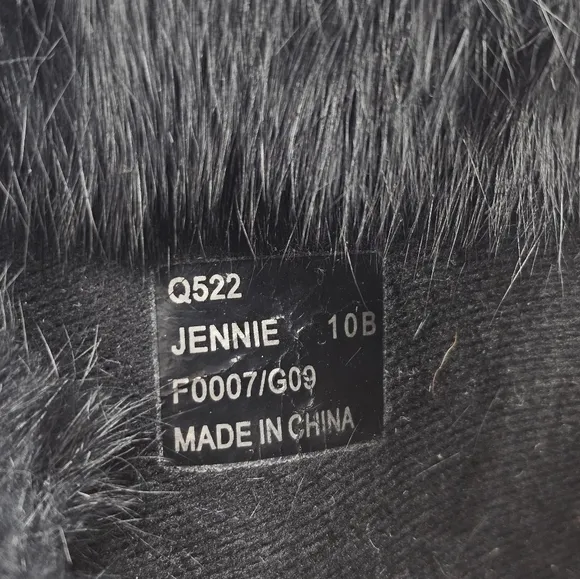 Q522
JENNIE 10B
F0007/G09
MADE IN CHINA